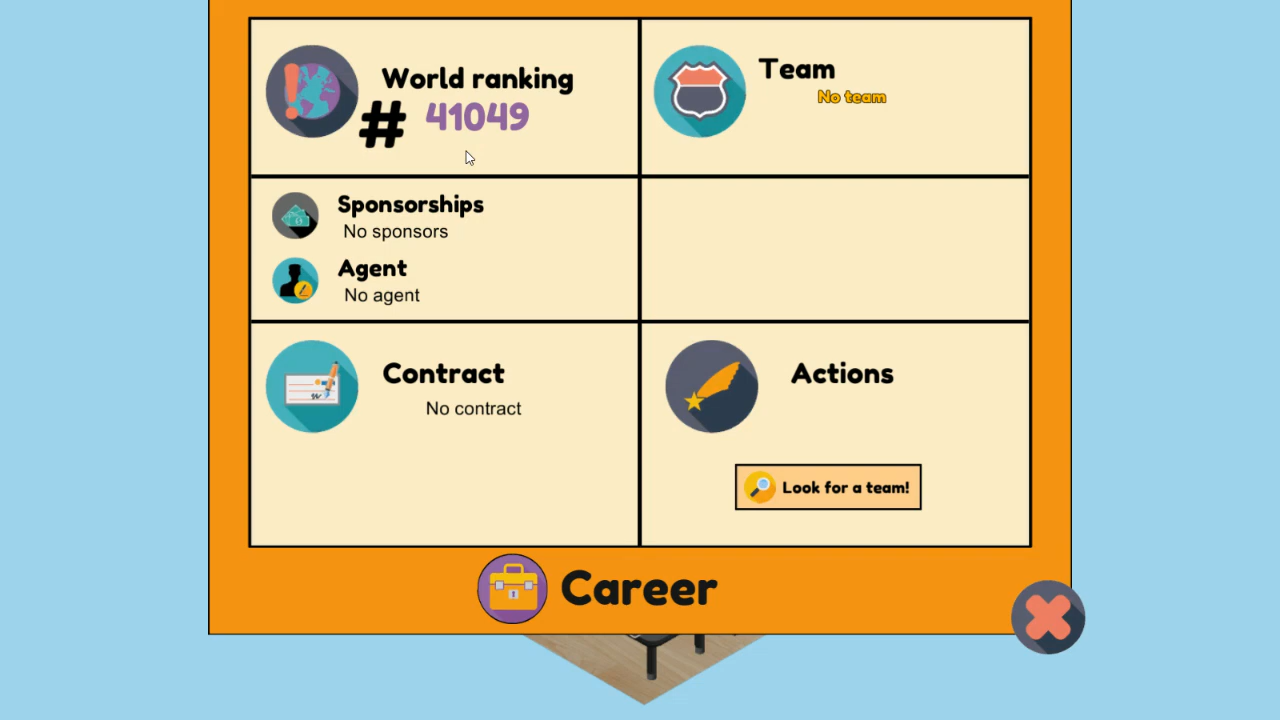 World ranking
# 41049
Team
No team
Sponsorships
No sponsors
Agent
No agent
Contract
No contract
Actions
Look for a team!
Career